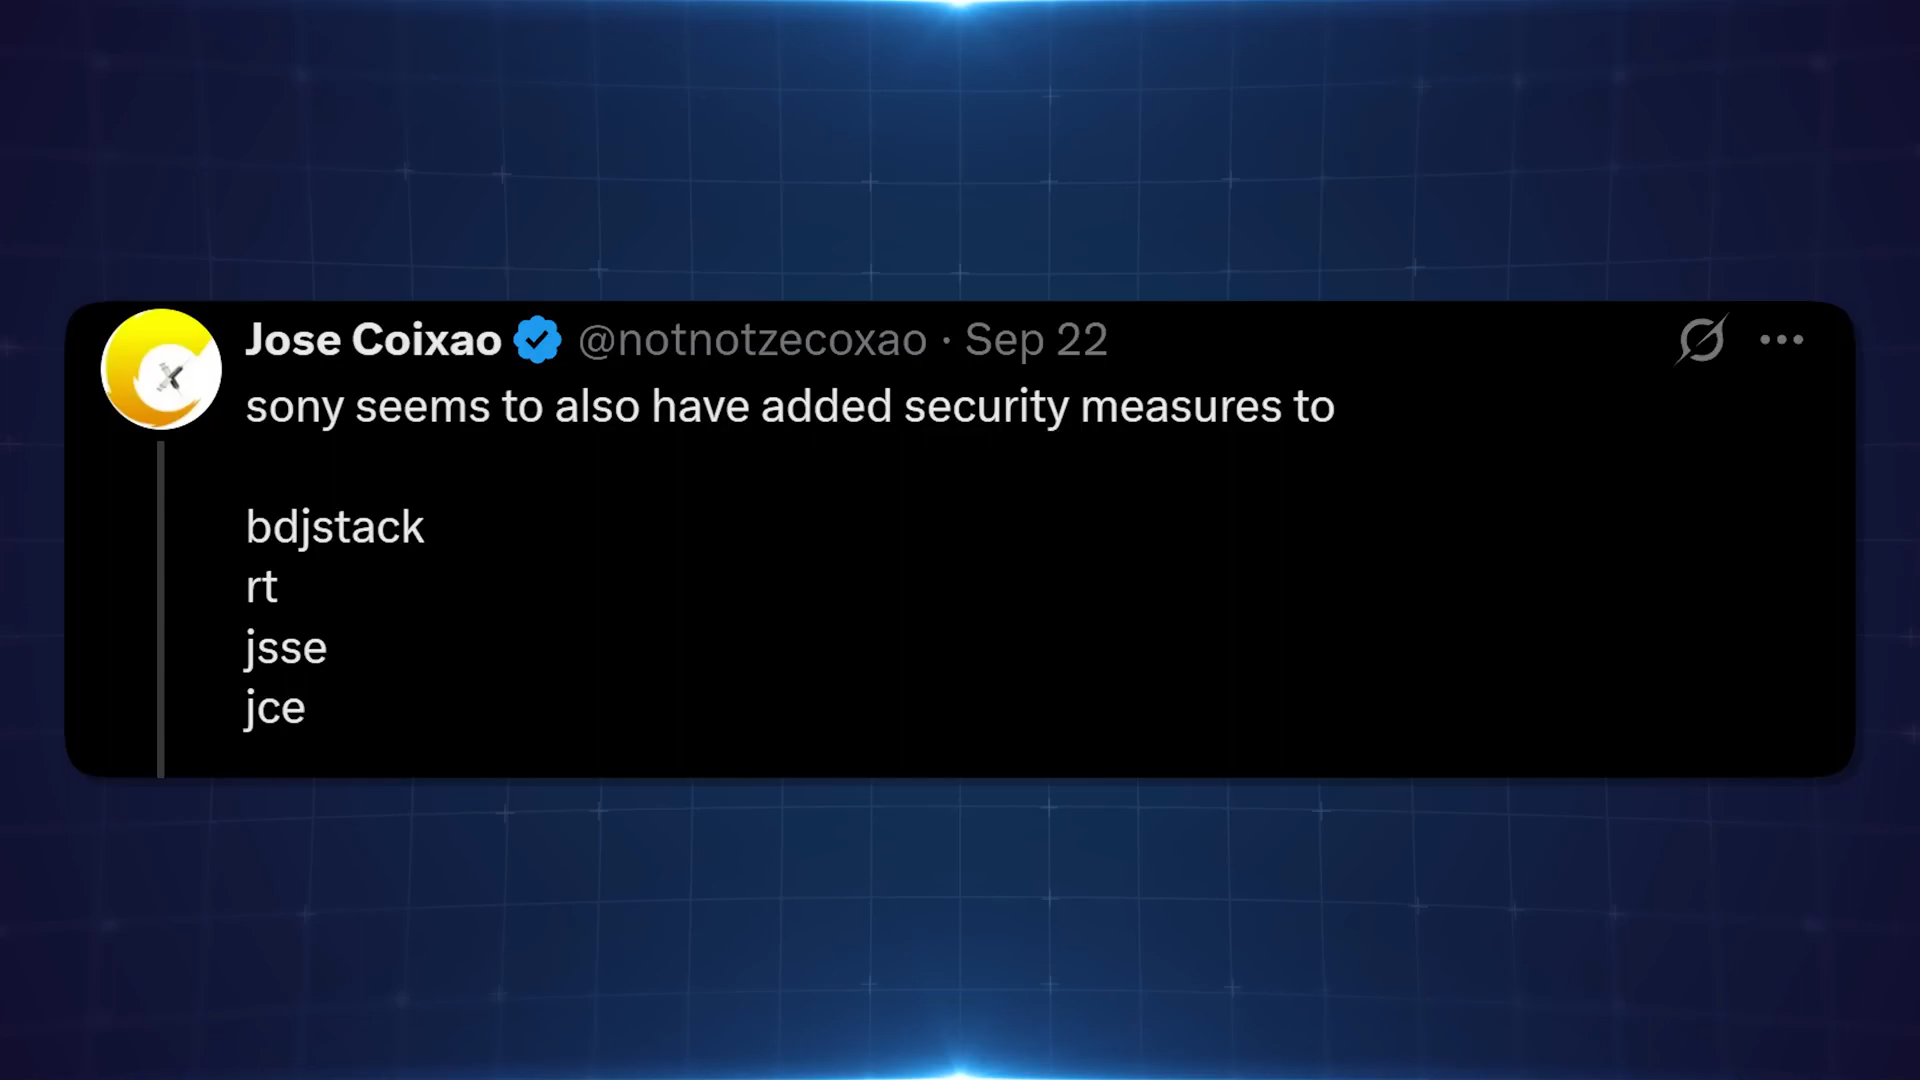 Jose Coixao @notnotzecoxao · Sep 22
sony seems to also have added security measures to
bdjstack
rt
jsse
jce